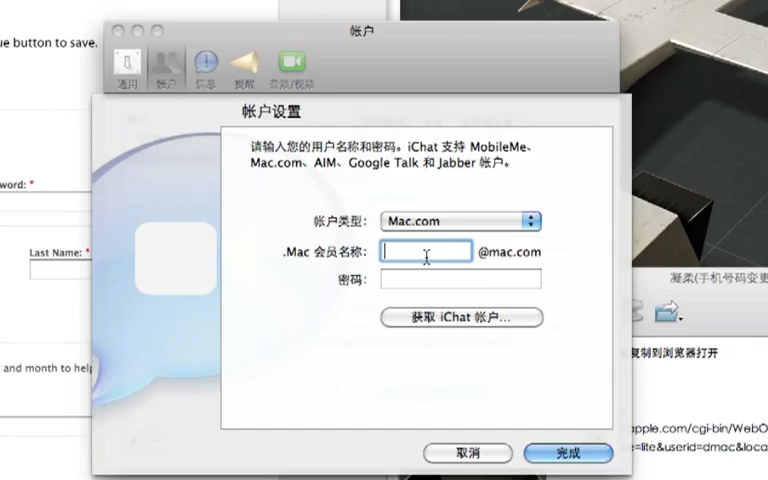 帐户
ue button to save.
通用 帐户 信息 提醒 音频/视频
帐户设置
请输入您的用户名称和密码。iChat 支持 MobileMe、
Mac.com、AIM、Google Talk 和 Jabber 帐户。
word: *
帐户类型: Mac.com
Last Name: *
.Mac 会员名称: @mac.com
密码:
凝柔(手机号码变更
获取 iChat 帐户...
复制到浏览器打开
and month to help
apple.com/cgi-bin/WebO
e=lite&userid=dmac&loca
取消 完成